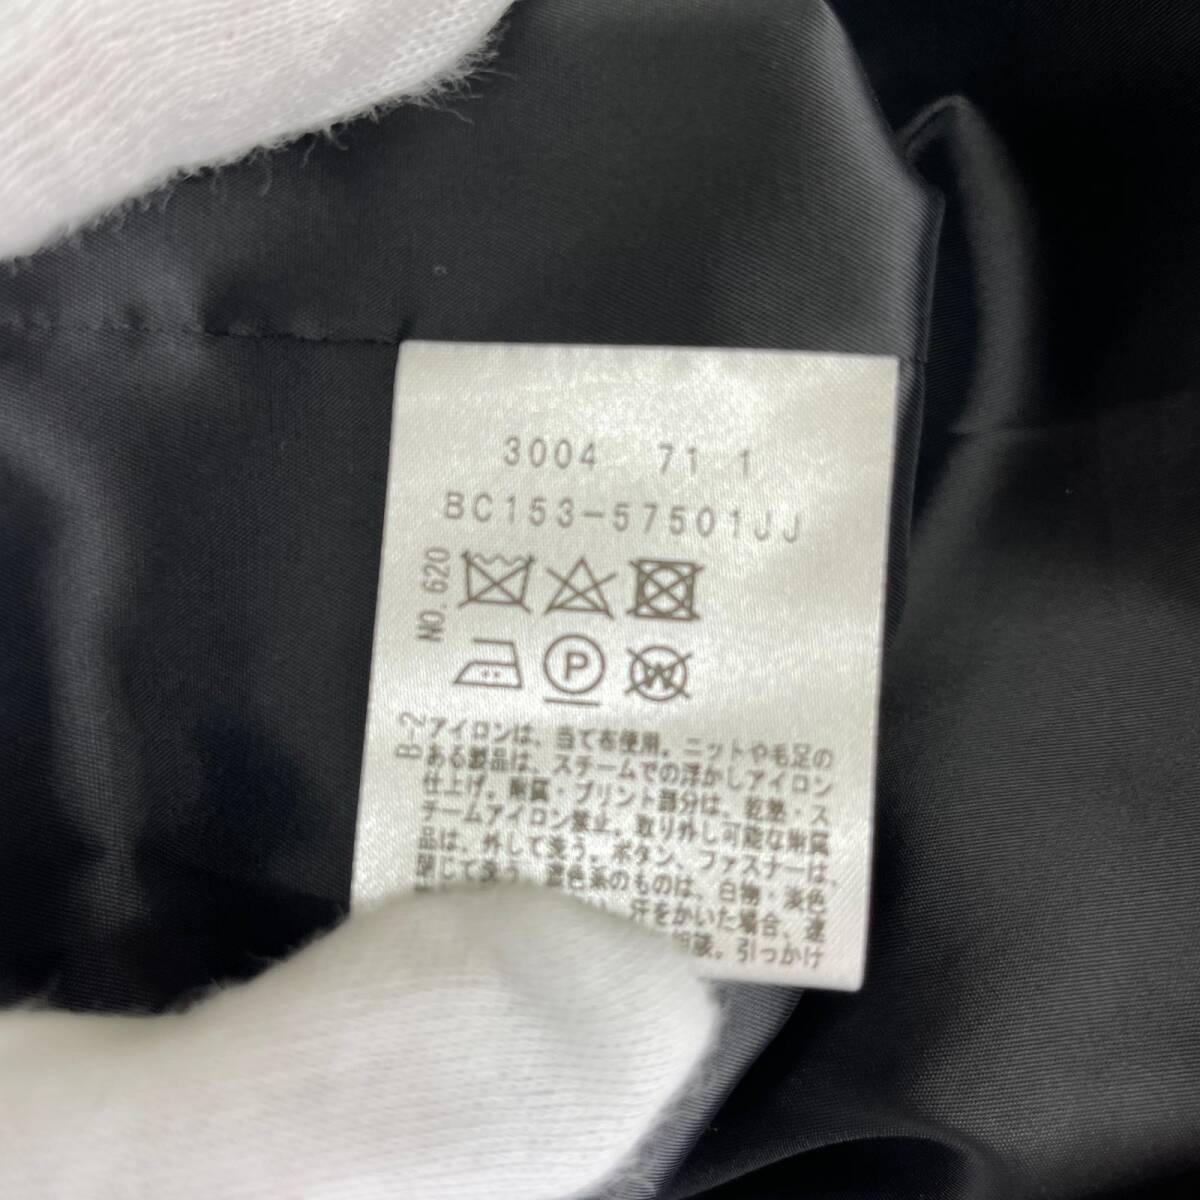 3004 71 1
BC153-57501JJ
NO.620
P
W
B-2
アイロンは、当て布使用。ニットや毛足の
ある製品は、スチームでの浮かしアイロン
仕上げ。附属・プリント部分は、乾熱・ス
チームアイロン禁止。取り外し可能な附属
品は、外して洗う。ボタン、ファスナーは、
閉じて洗う。濃色系のものは、白物・淡色
汗をかいた場合、速
相談。引っかけ